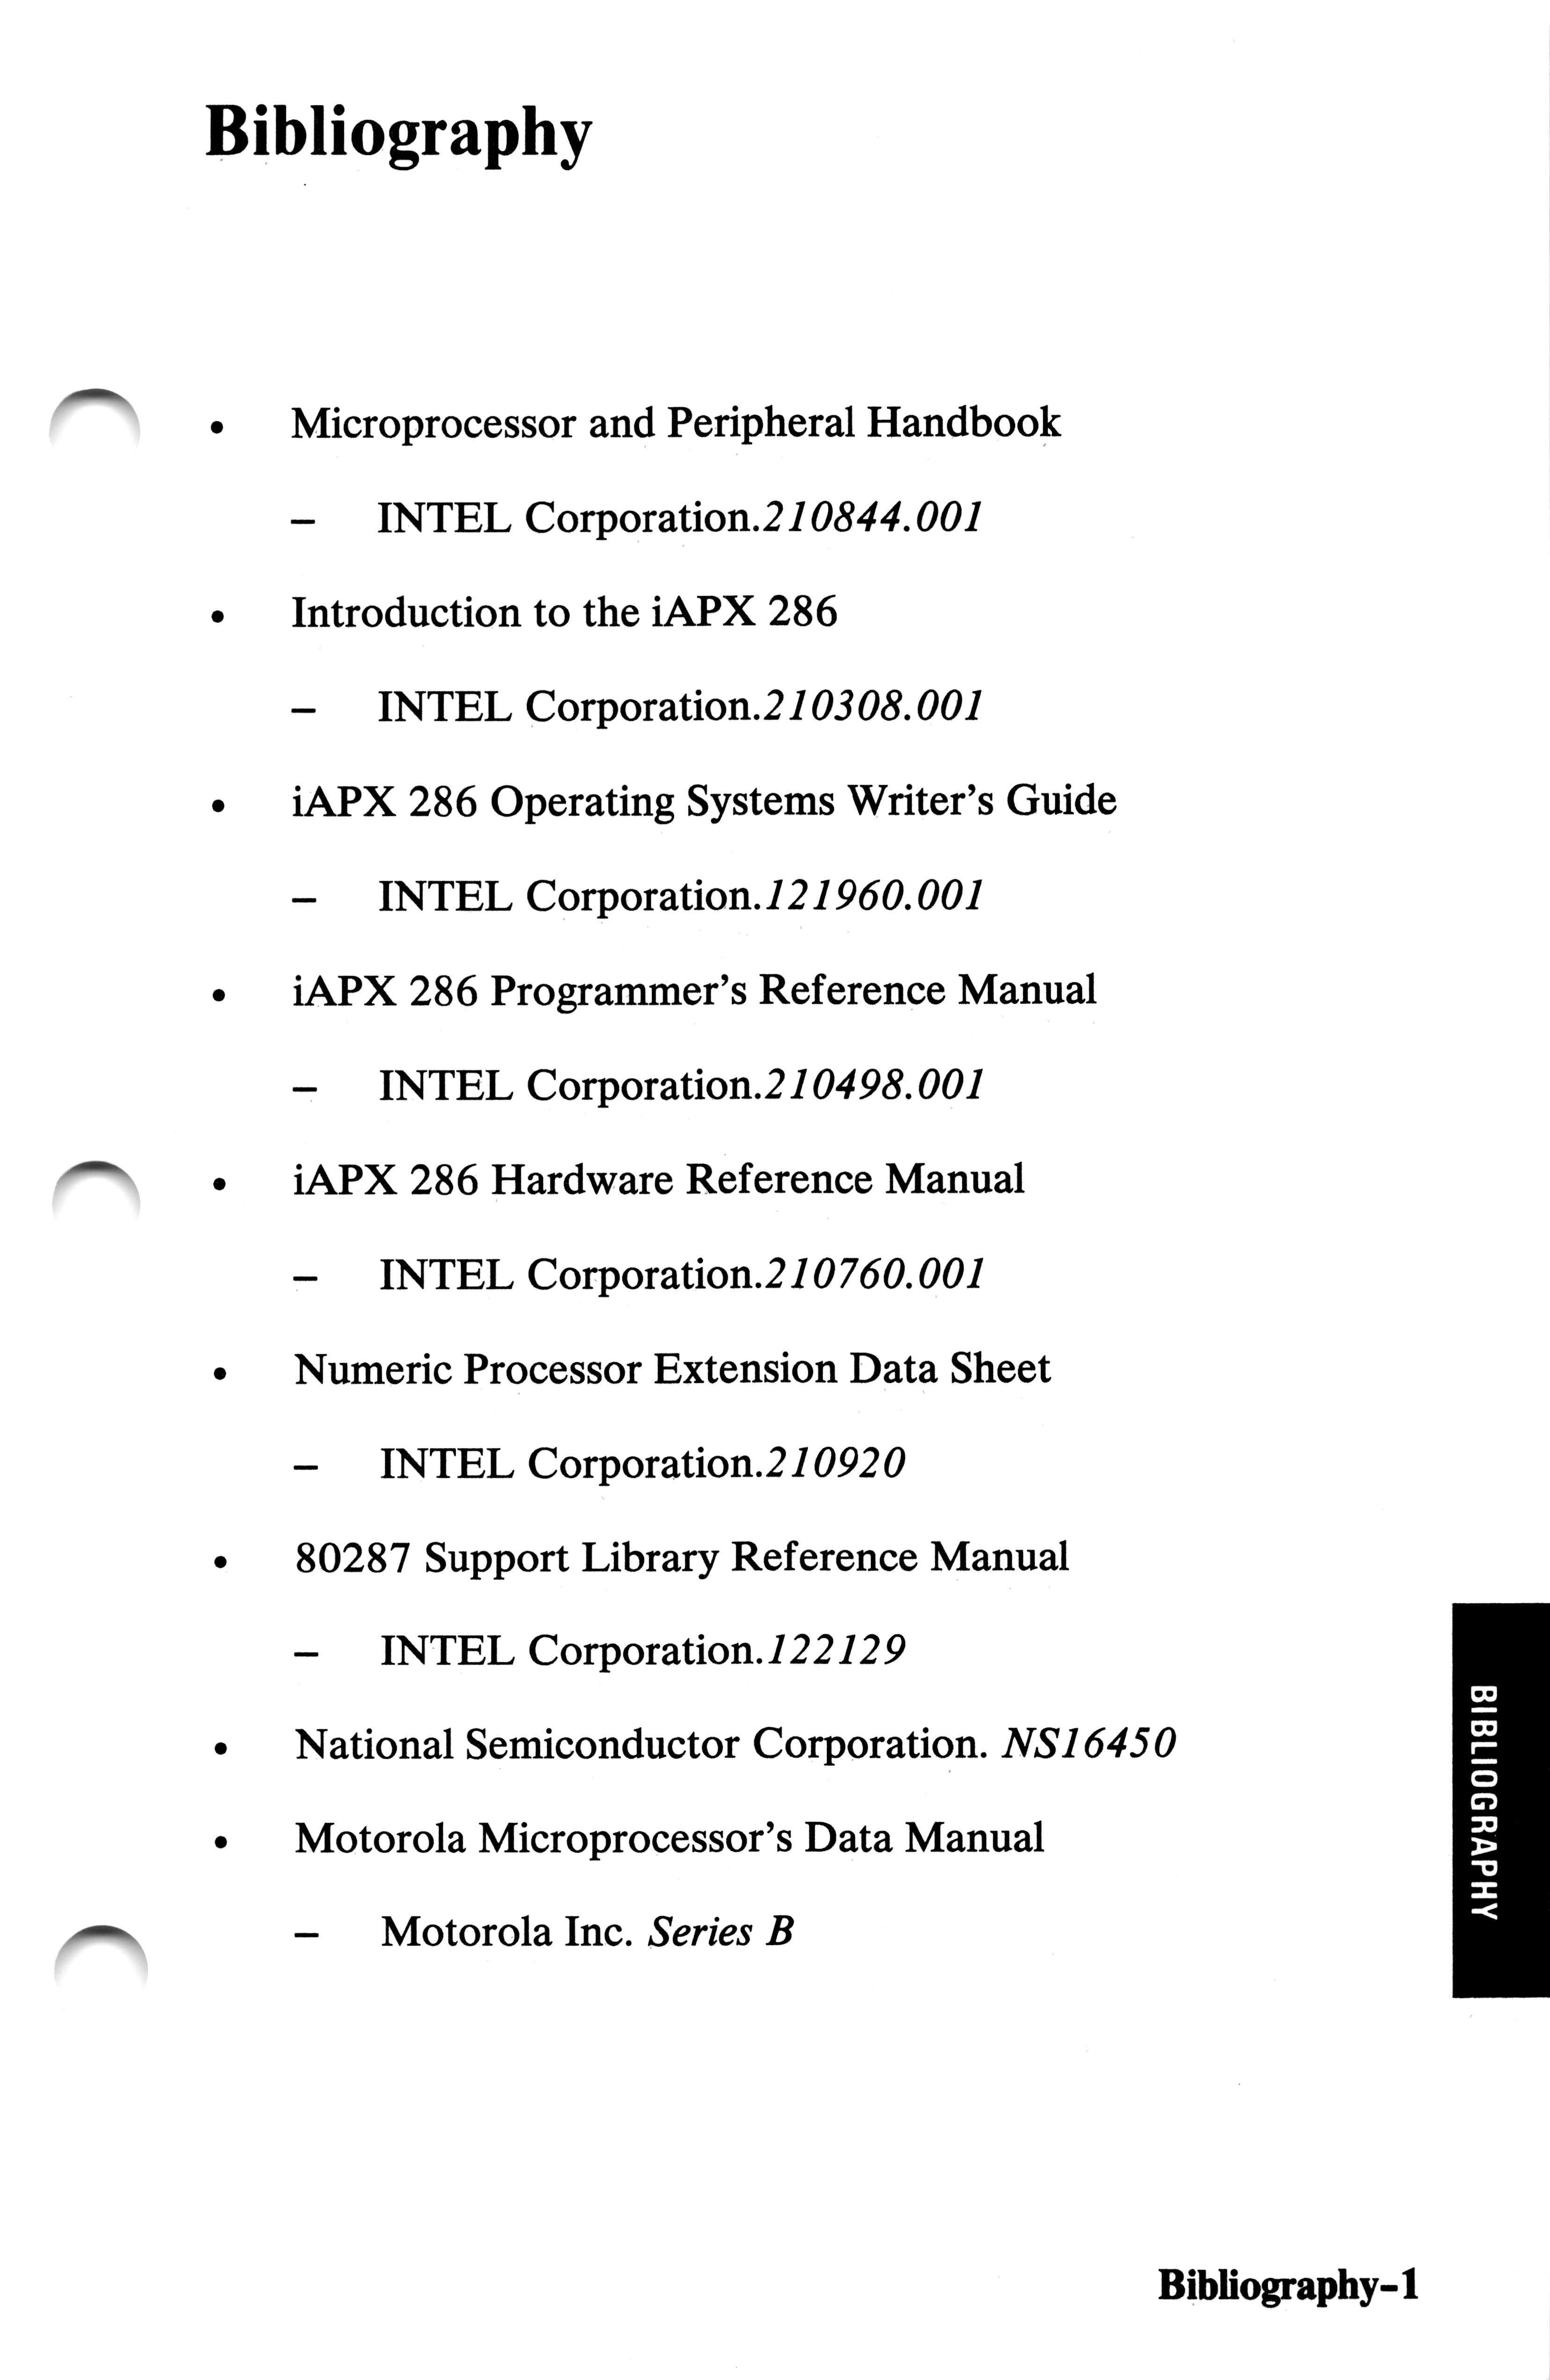 Bibliography
• Microprocessor and Peripheral Handbook
– INTEL Corporation.210844.001
• Introduction to the iAPX 286
– INTEL Corporation.210308.001
• iAPX 286 Operating Systems Writer's Guide
– INTEL Corporation.121960.001
• iAPX 286 Programmer's Reference Manual
– INTEL Corporation.210498.001
• iAPX 286 Hardware Reference Manual
– INTEL Corporation.210760.001
• Numeric Processor Extension Data Sheet
– INTEL Corporation.210920
• 80287 Support Library Reference Manual
– INTEL Corporation.122129
• National Semiconductor Corporation. NS16450
• Motorola Microprocessor's Data Manual
– Motorola Inc. Series B
BIBLIOGRAPHY
Bibliography–1